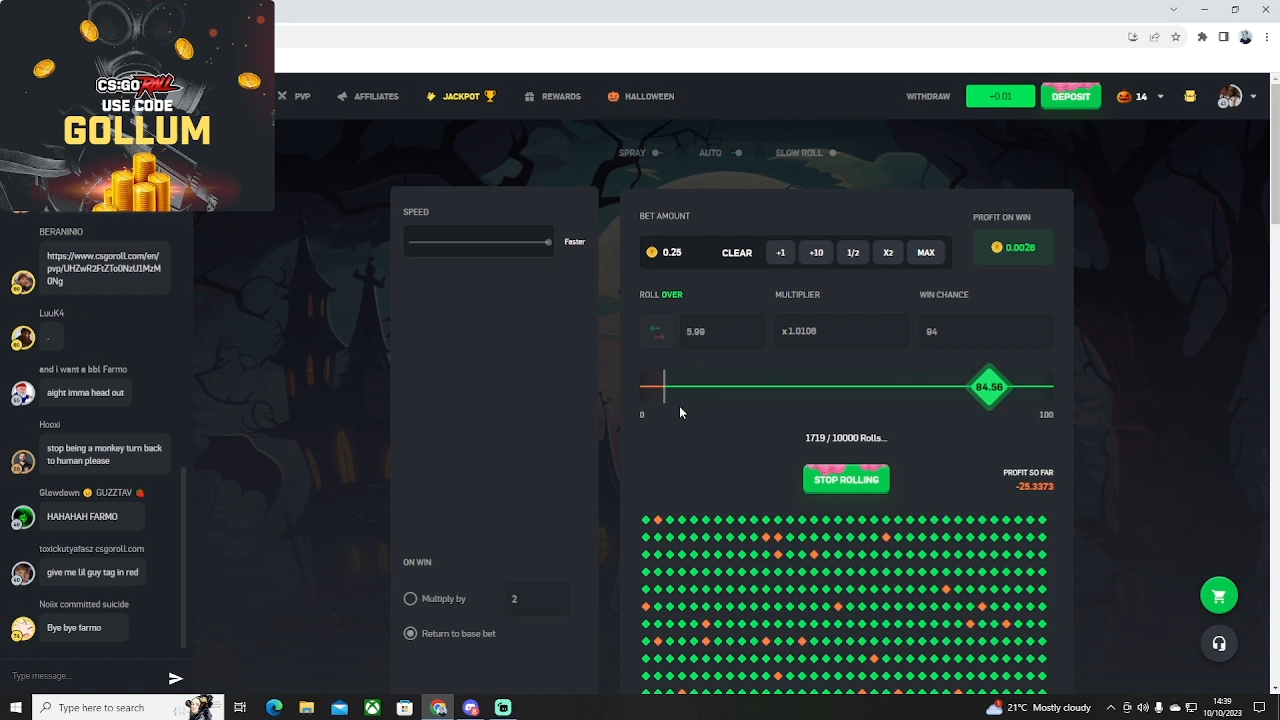 CS:GO ROLL
USE CODE
GOLLUM
PVP
AFFILIATES
JACKPOT
REWARDS
HALLOWEEN
WITHDRAW
-0.01
DEPOSIT
14
SPRAY
AUTO
SLOW ROLL
BERANINIO
https://www.csgoroll.com/en/
pvp/UHZwR2FtZTo0NzU1MzM
0Ng
LuuK4
.
and i want a bbl Farmo
aight imma head out
Hooxi
stop being a monkey turn back
to human please
Glowdown 😊 GUZZTAV
HAHAHAH FARMO
toxickutyafasz csgoroll.com
give me lil guy tag in red
Noiix committed suicide
Bye bye farmo
Type message...
SPEED
Faster
ON WIN
Multiply by
2
Return to base bet
BET AMOUNT
PROFIT ON WIN
0.25
CLEAR
+1
+10
1/2
X2
MAX
0.0026
ROLL OVER
MULTIPLIER
WIN CHANCE
5.99
x 1.0106
94
84.56
0
100
1719 / 10000 Rolls...
STOP ROLLING
PROFIT SO FAR
-25.3373
Type here to search
21°C Mostly cloudy
14:39
10/10/2023